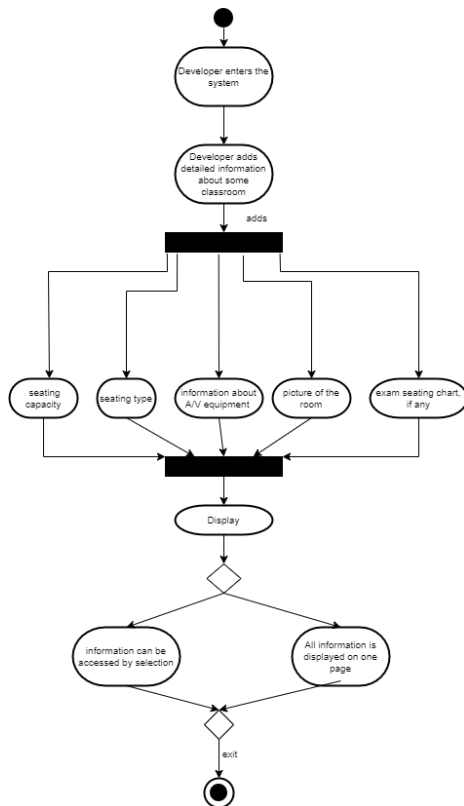 Developer enters the
system
Developer adds
detailed information
about some
classroom
adds
seating
capacity
seating type
information about
A/V equipment
picture of the
room
exam seating chart,
if any
Display
information can be
accessed by selection
All information is
displayed on one
page
exit